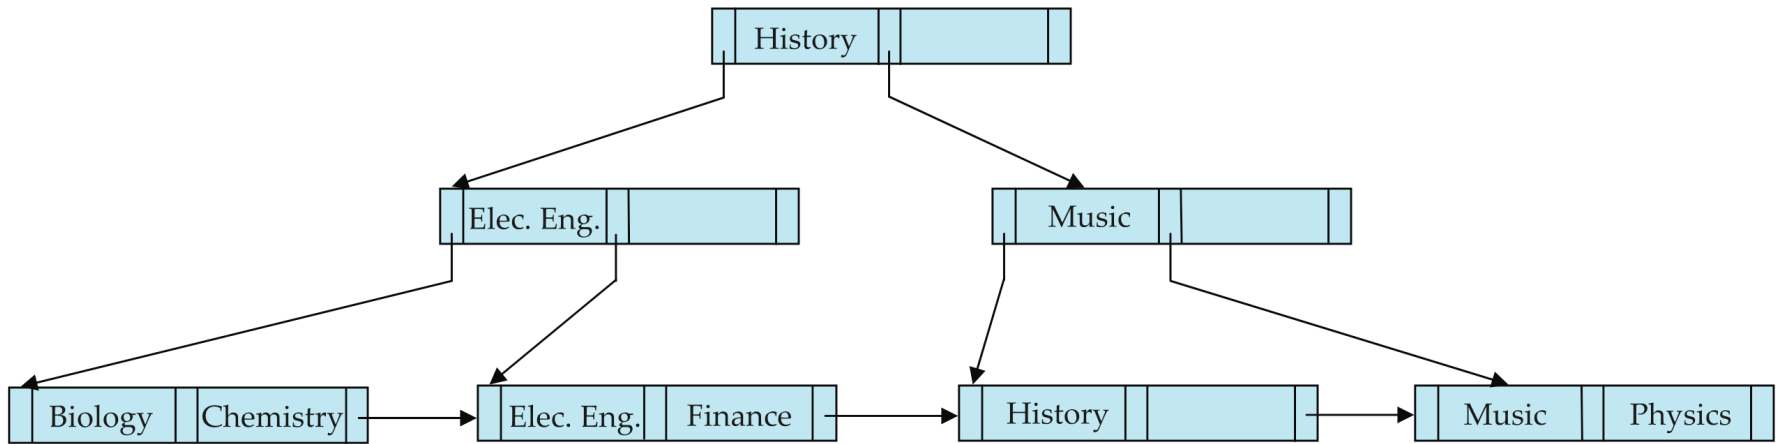 History
Elec. Eng.
Music
Biology Chemistry Elec. Eng. Finance History Music Physics